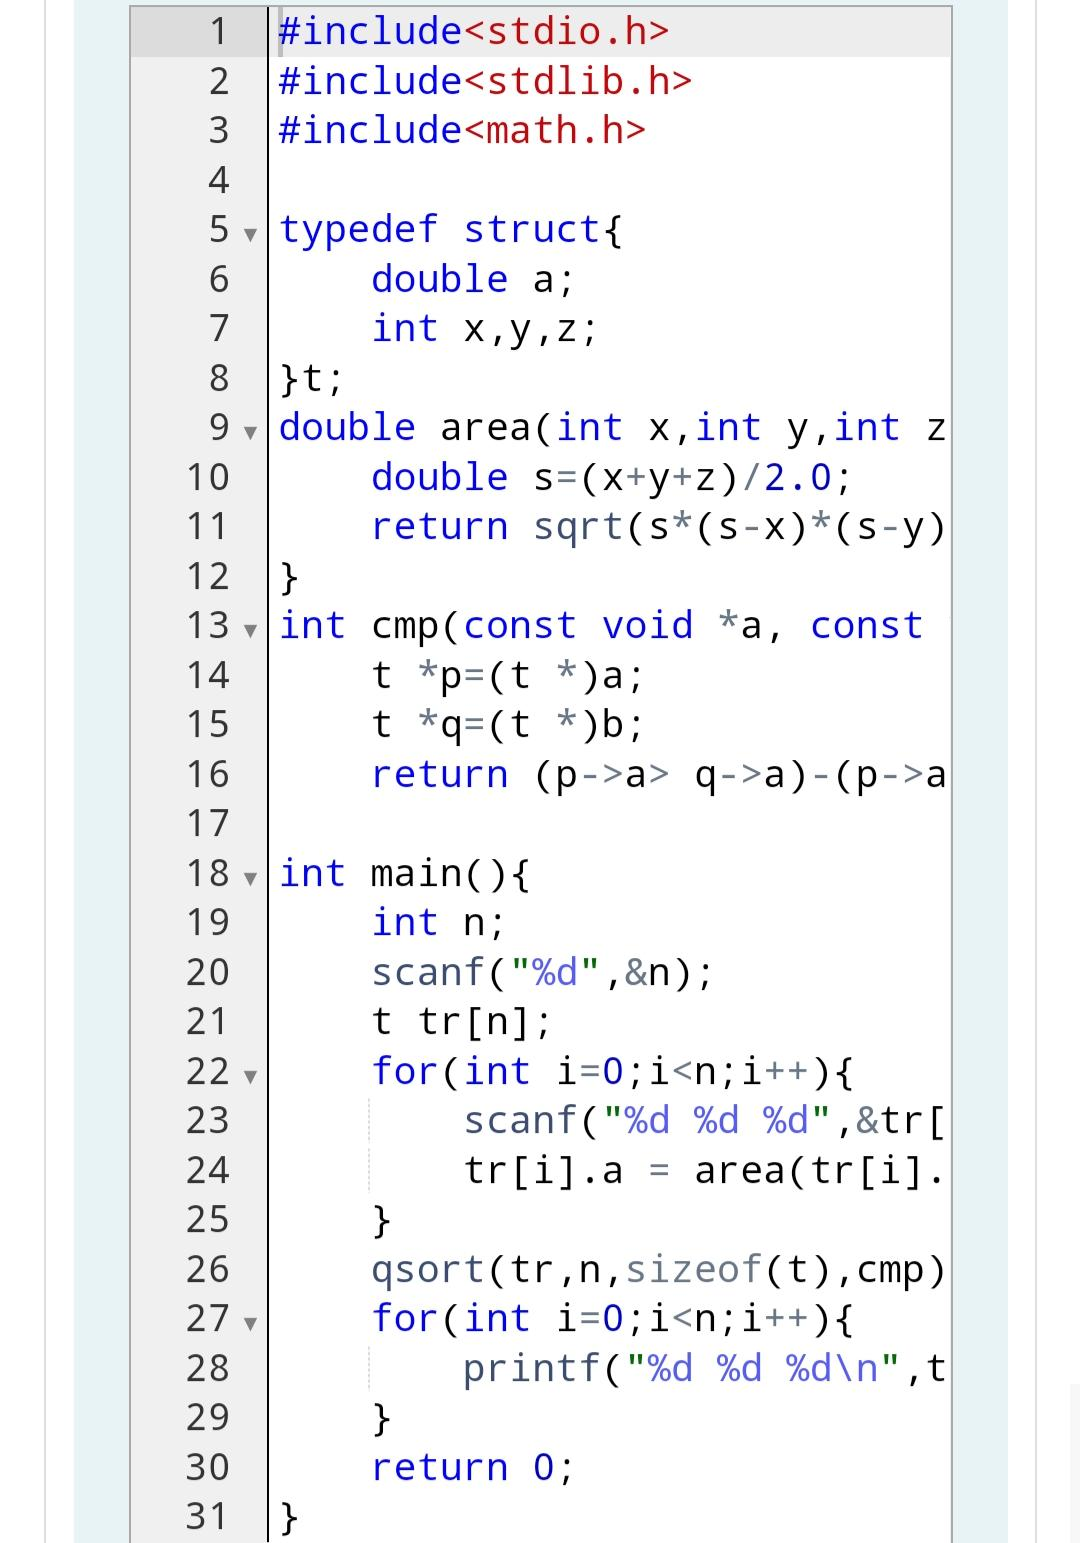 1 #include<stdio.h>
2 #include<stdlib.h>
3 #include<math.h>
4
5 typedef struct{
6     double a;
7     int x,y,z;
8 }t;
9 double area(int x,int y,int z
10     double s=(x+y+z)/2.0;
11     return sqrt(s*(s-x)*(s-y)
12 }
13 int cmp(const void *a, const
14     t *p=(t *)a;
15     t *q=(t *)b;
16     return (p->a> q->a)-(p->a
17
18 int main(){
19     int n;
20     scanf("%d",&n);
21     t tr[n];
22     for(int i=0;i<n;i++){
23         scanf("%d %d %d",&tr[
24         tr[i].a = area(tr[i].
25     }
26     qsort(tr,n,sizeof(t),cmp)
27     for(int i=0;i<n;i++){
28         printf("%d %d %d\n",t
29     }
30     return 0;
31 }